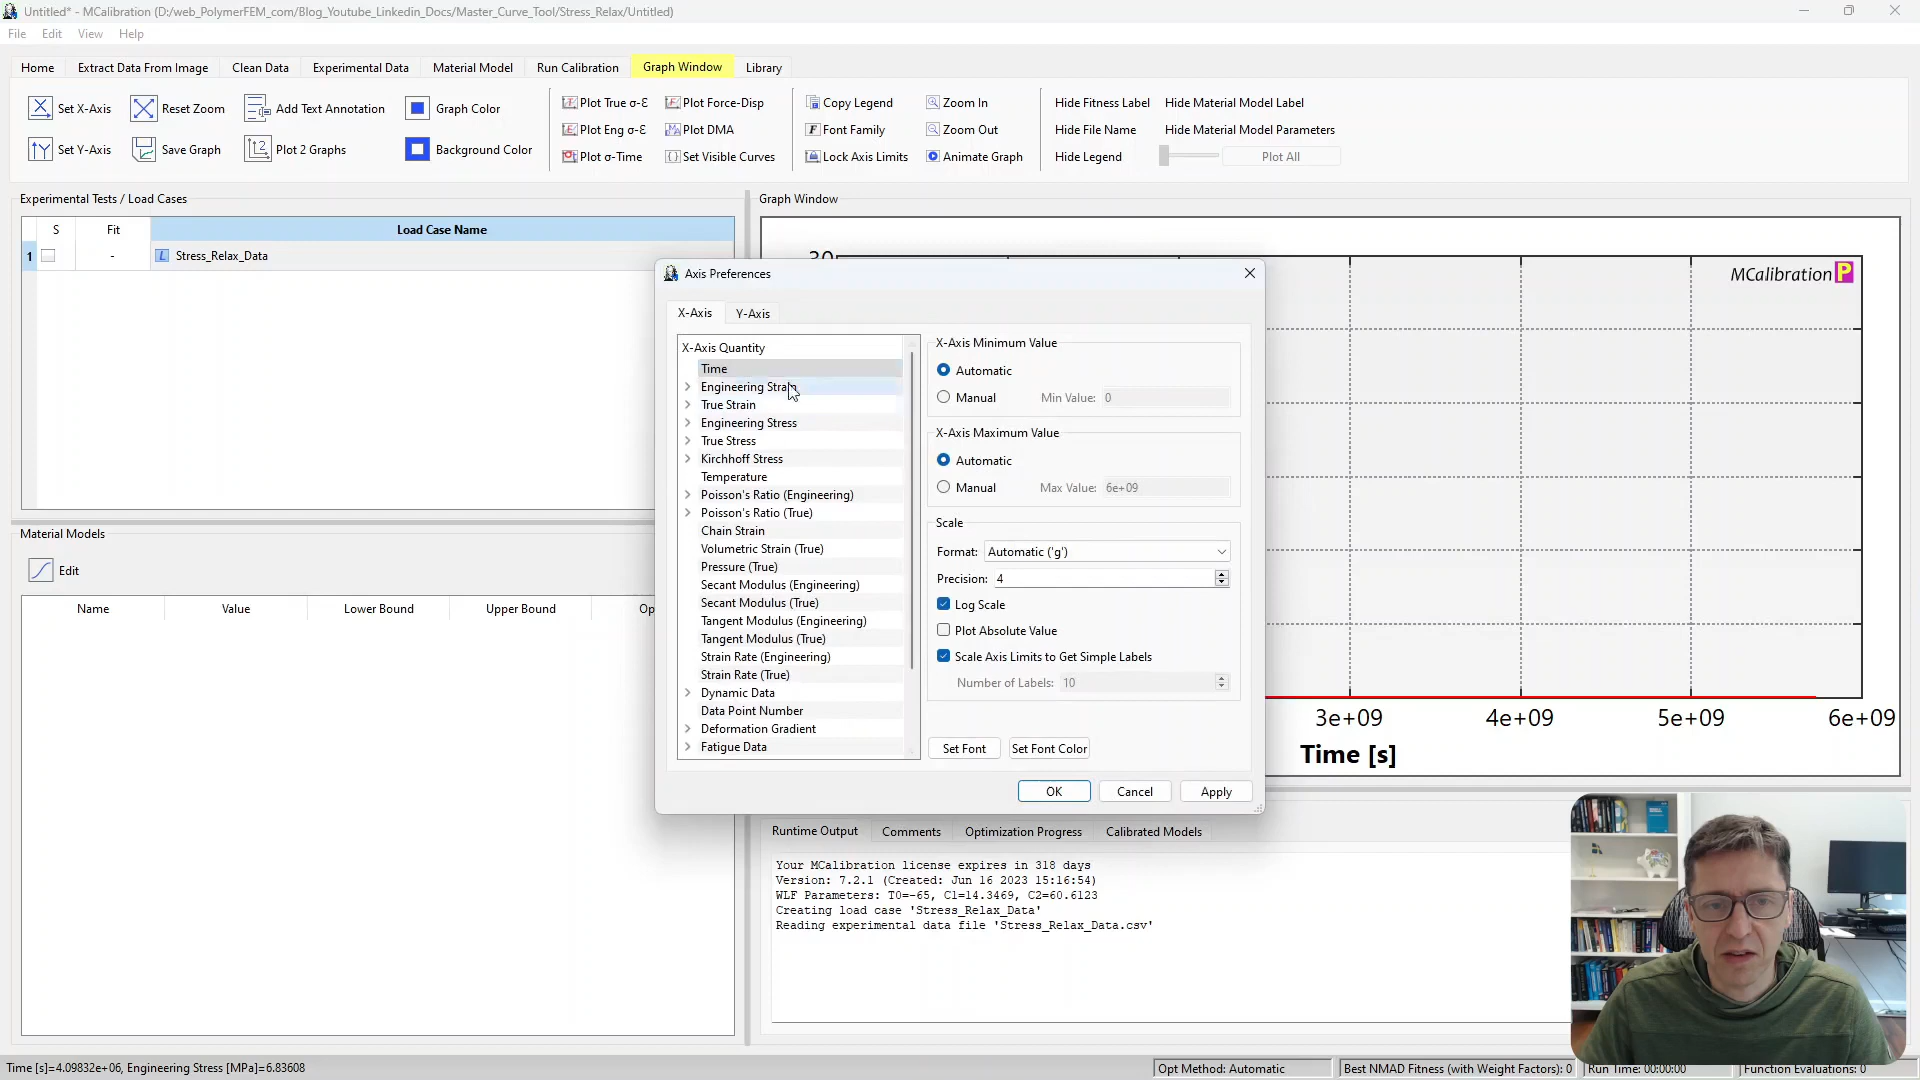 Untitled* - MCalibration (D:/web_PolymerFEM_com/Blog_Youtube_Linkedin_Docs/Master_Curve_Tool/Stress_Relax/Untitled)
File Edit View Help
Home Extract Data From Image Clean Data Experimental Data Material Model Run Calibration Graph Window Library
Set X-Axis Reset Zoom Add Text Annotation Graph Color Plot True σ-ε Plot Force-Disp Copy Legend Zoom In Hide Fitness Label Hide Material Model Label
Plot Eng σ-ε Plot DMA Font Family Zoom Out Hide File Name Hide Material Model Parameters
Set Y-Axis Save Graph Plot 2 Graphs Background Color Plot σ-Time Set Visible Curves Lock Axis Limits Animate Graph Hide Legend Plot All
Experimental Tests / Load Cases
S Fit Load Case Name
1 - L Stress_Relax_Data
Material Models
Edit
Name Value Lower Bound Upper Bound Op
Graph Window
30
MCalibration P
3e+09 4e+09 5e+09 6e+09
Time [s]
Axis Preferences
X-Axis Y-Axis
X-Axis Quantity
Time
Engineering Strain
True Strain
Engineering Stress
True Stress
Kirchhoff Stress
Temperature
Poisson's Ratio (Engineering)
Poisson's Ratio (True)
Chain Strain
Volumetric Strain (True)
Pressure (True)
Secant Modulus (Engineering)
Secant Modulus (True)
Tangent Modulus (Engineering)
Tangent Modulus (True)
Strain Rate (Engineering)
Strain Rate (True)
Dynamic Data
Data Point Number
Deformation Gradient
Fatigue Data
X-Axis Minimum Value
Automatic
Manual Min Value: 0
X-Axis Maximum Value
Automatic
Manual Max Value: 6e+09
Scale
Format: Automatic ('g')
Precision: 4
Log Scale
Plot Absolute Value
Scale Axis Limits to Get Simple Labels
Number of Labels: 10
Set Font Set Font Color
OK Cancel Apply
Runtime Output Comments Optimization Progress Calibrated Models
Your MCalibration license expires in 318 days
Version: 7.2.1 (Created: Jun 16 2023 15:16:54)
WLF Parameters: T0=-65, C1=14.3469, C2=60.6123
Creating load case 'Stress_Relax_Data'
Reading experimental data file 'Stress_Relax_Data.csv'
Time [s]=4.09832e+06, Engineering Stress [MPa]=6.83608
Opt Method: Automatic Best NMAD Fitness (with Weight Factors): 0 Run Time: 00:00:00 Function Evaluations: 0